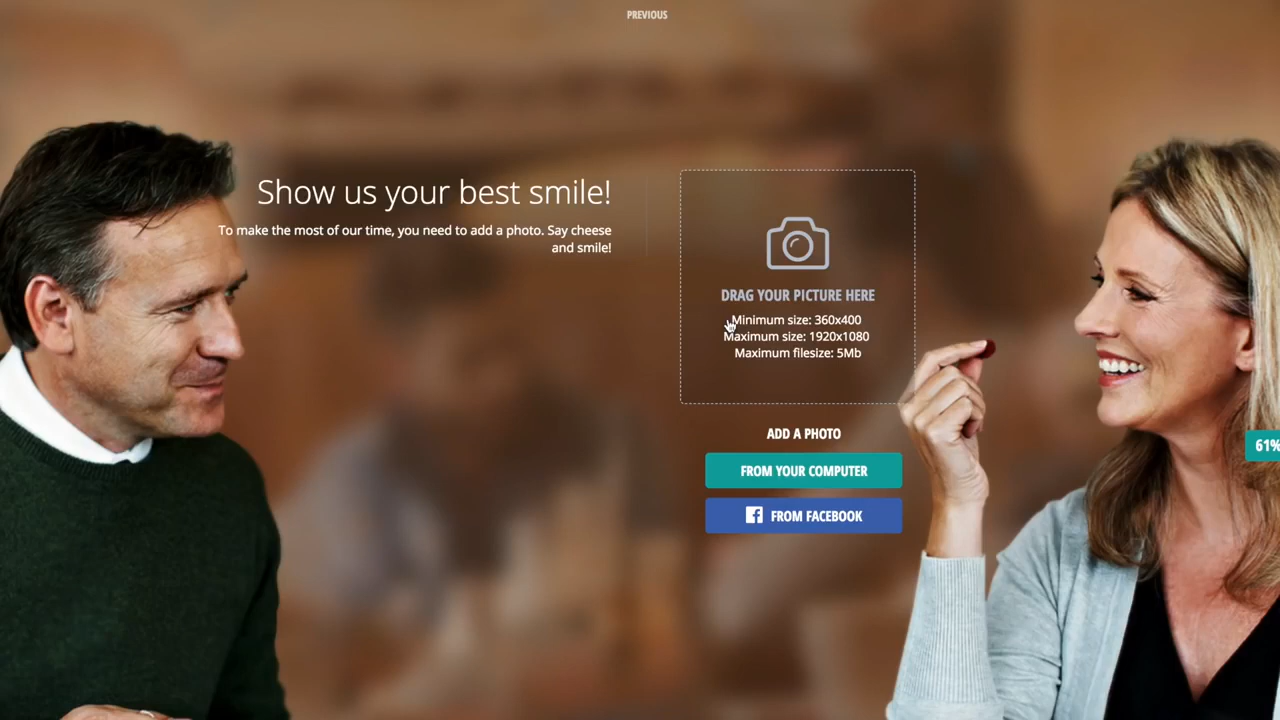 PREVIOUS
Show us your best smile!
To make the most of our time, you need to add a photo. Say cheese
and smile!
DRAG YOUR PICTURE HERE
Minimum size: 360x400
Maximum size: 1920x1080
Maximum filesize: 5Mb
ADD A PHOTO
FROM YOUR COMPUTER
FROM FACEBOOK
61%